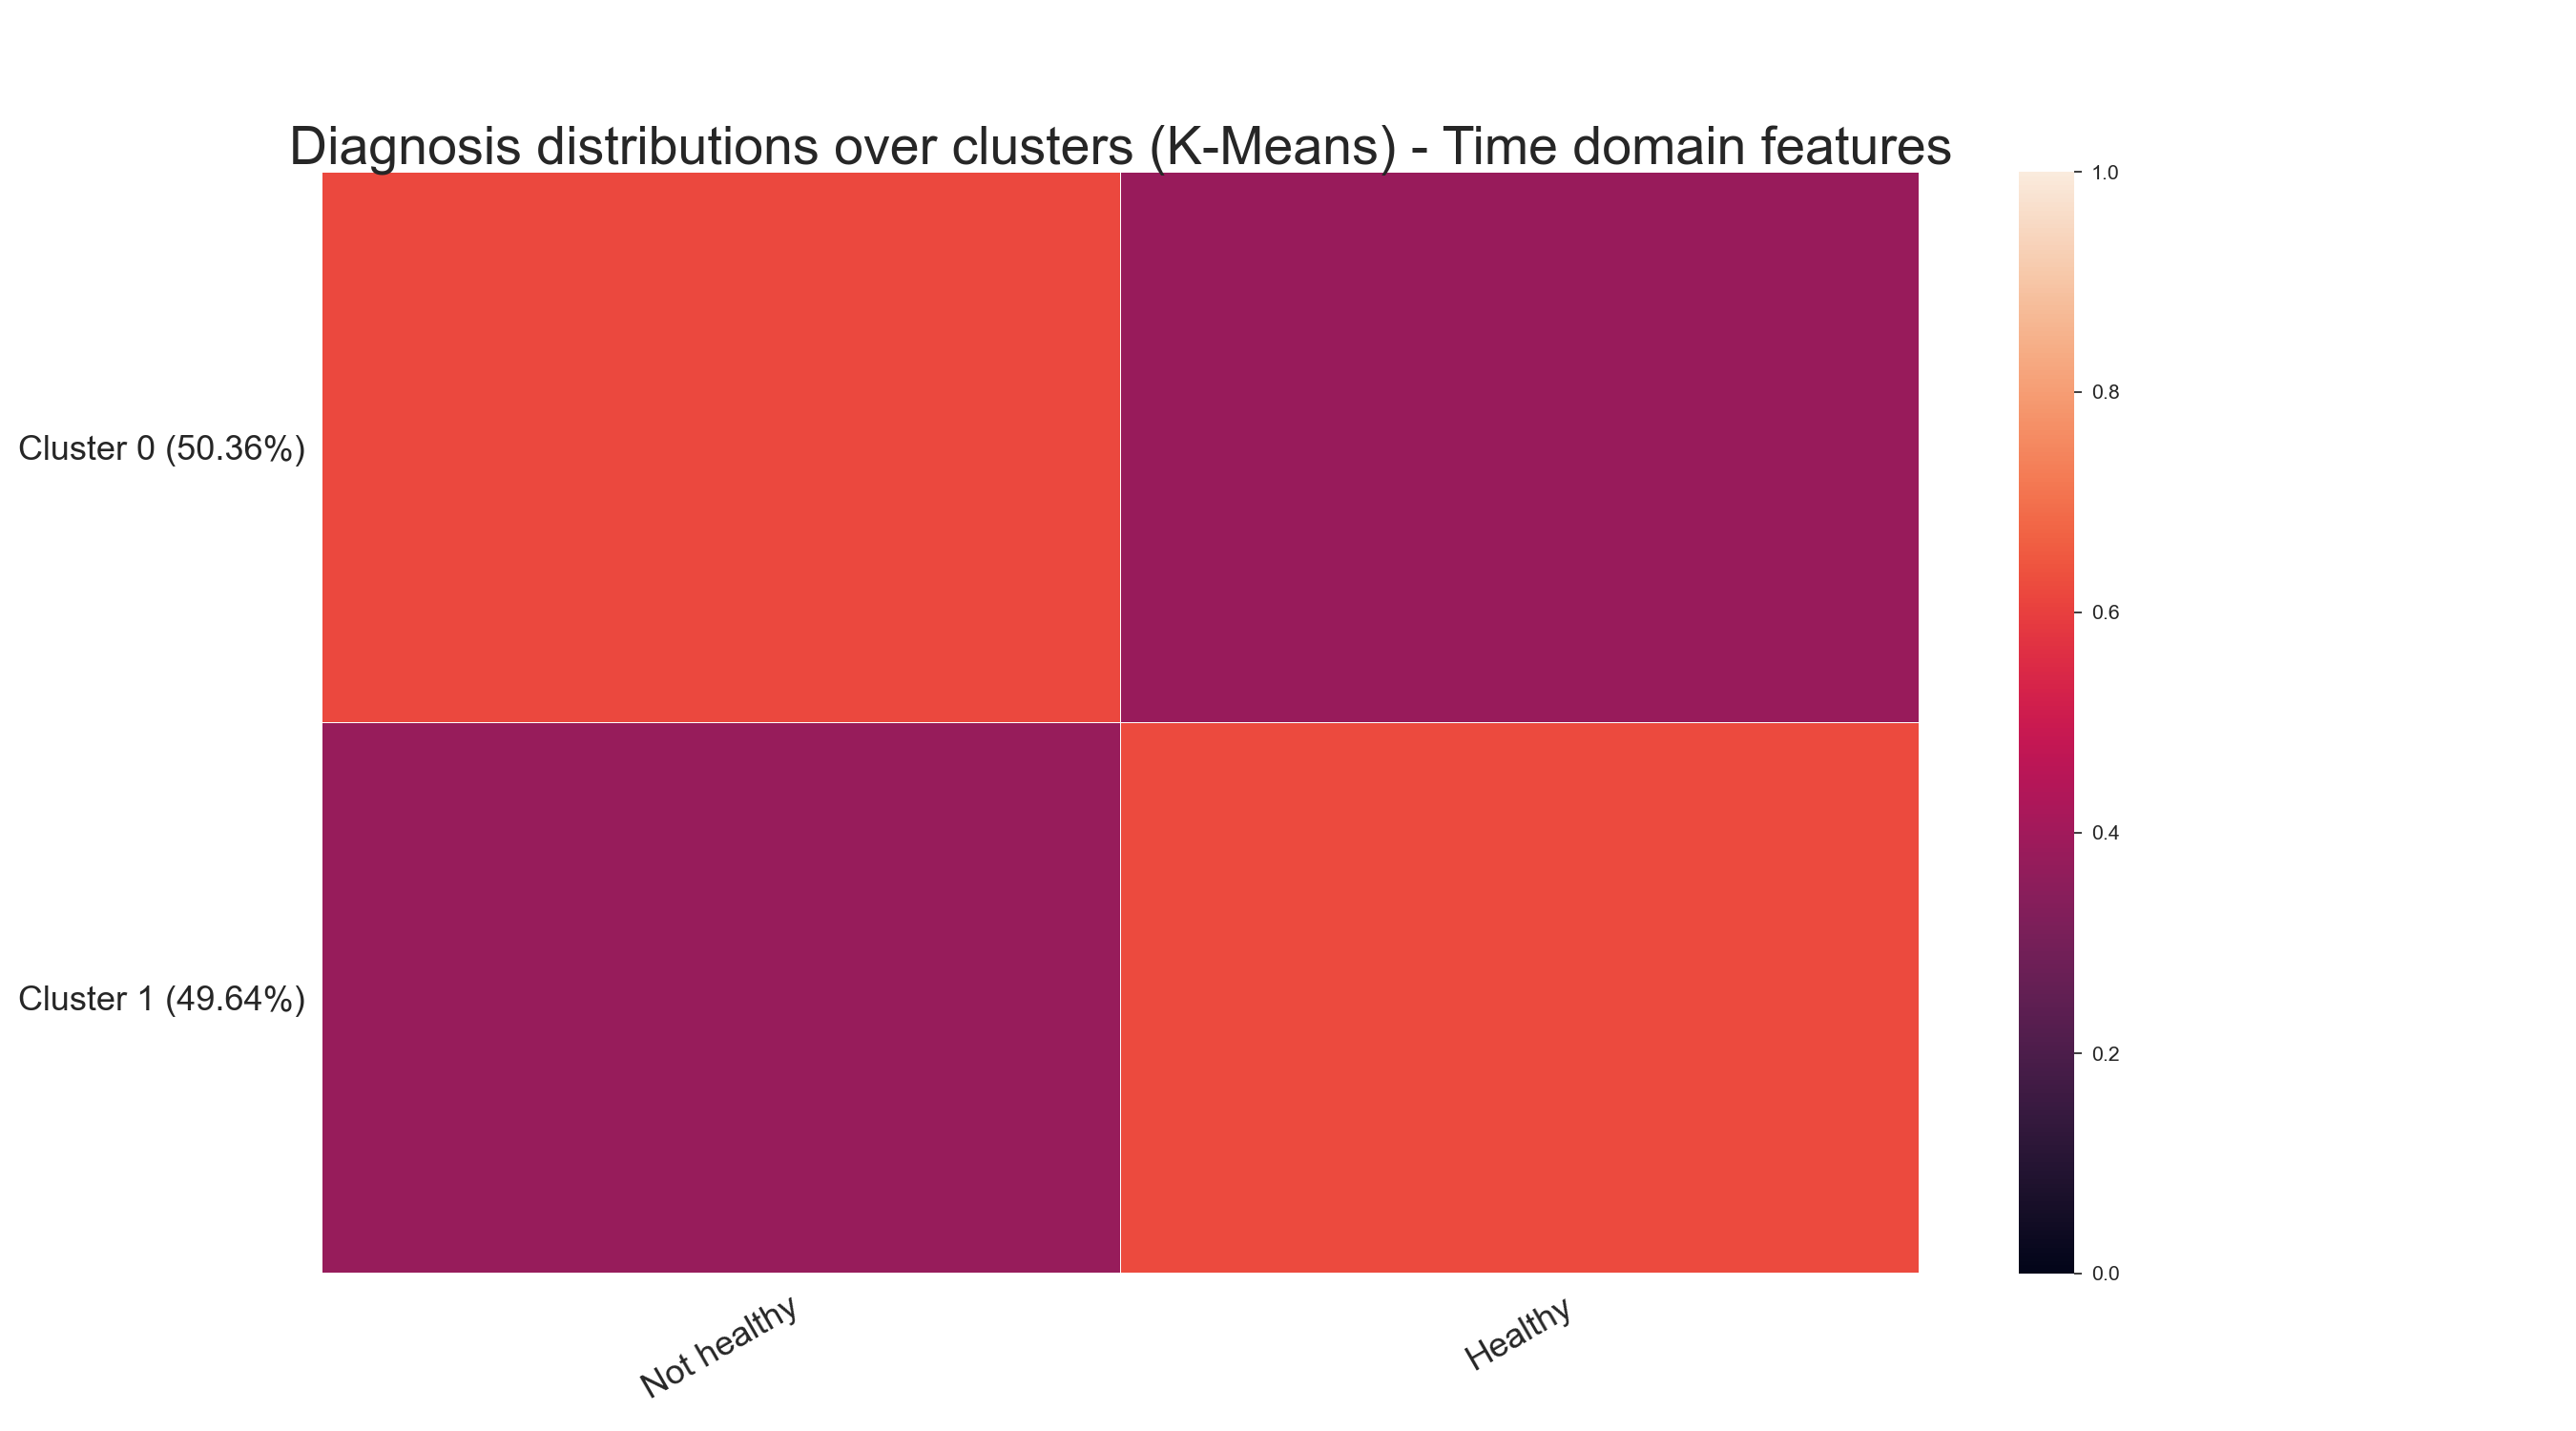 Diagnosis distributions over clusters (K-Means) - Time domain features
Cluster 0 (50.36%)
Cluster 1 (49.64%)
Not healthy
Healthy
1.0
0.8
0.6
0.4
0.2
0.0